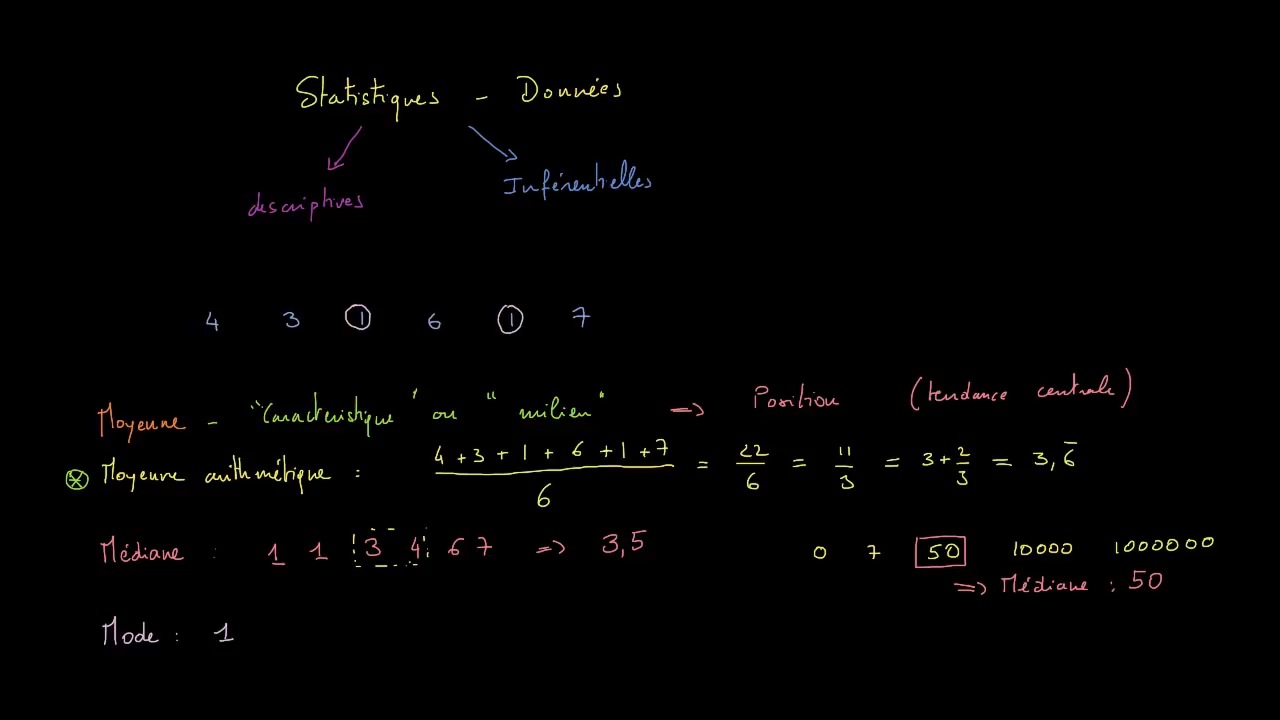 Statistiques - Données
descriptives
Inférentielles
4 3 1 6 1 7
Moyenne - "Caractéristique" ou "milieu" => Position (tendance centrale)
Moyenne arithmétique : (4+3+1+6+1+7)/6 = 22/6 = 11/3 = 3+2/3 = 3,6̅
Médiane : 1 1 3 4 6 7 => 3,5
0 7 50 10000 1000000
=> Médiane : 50
Mode : 1